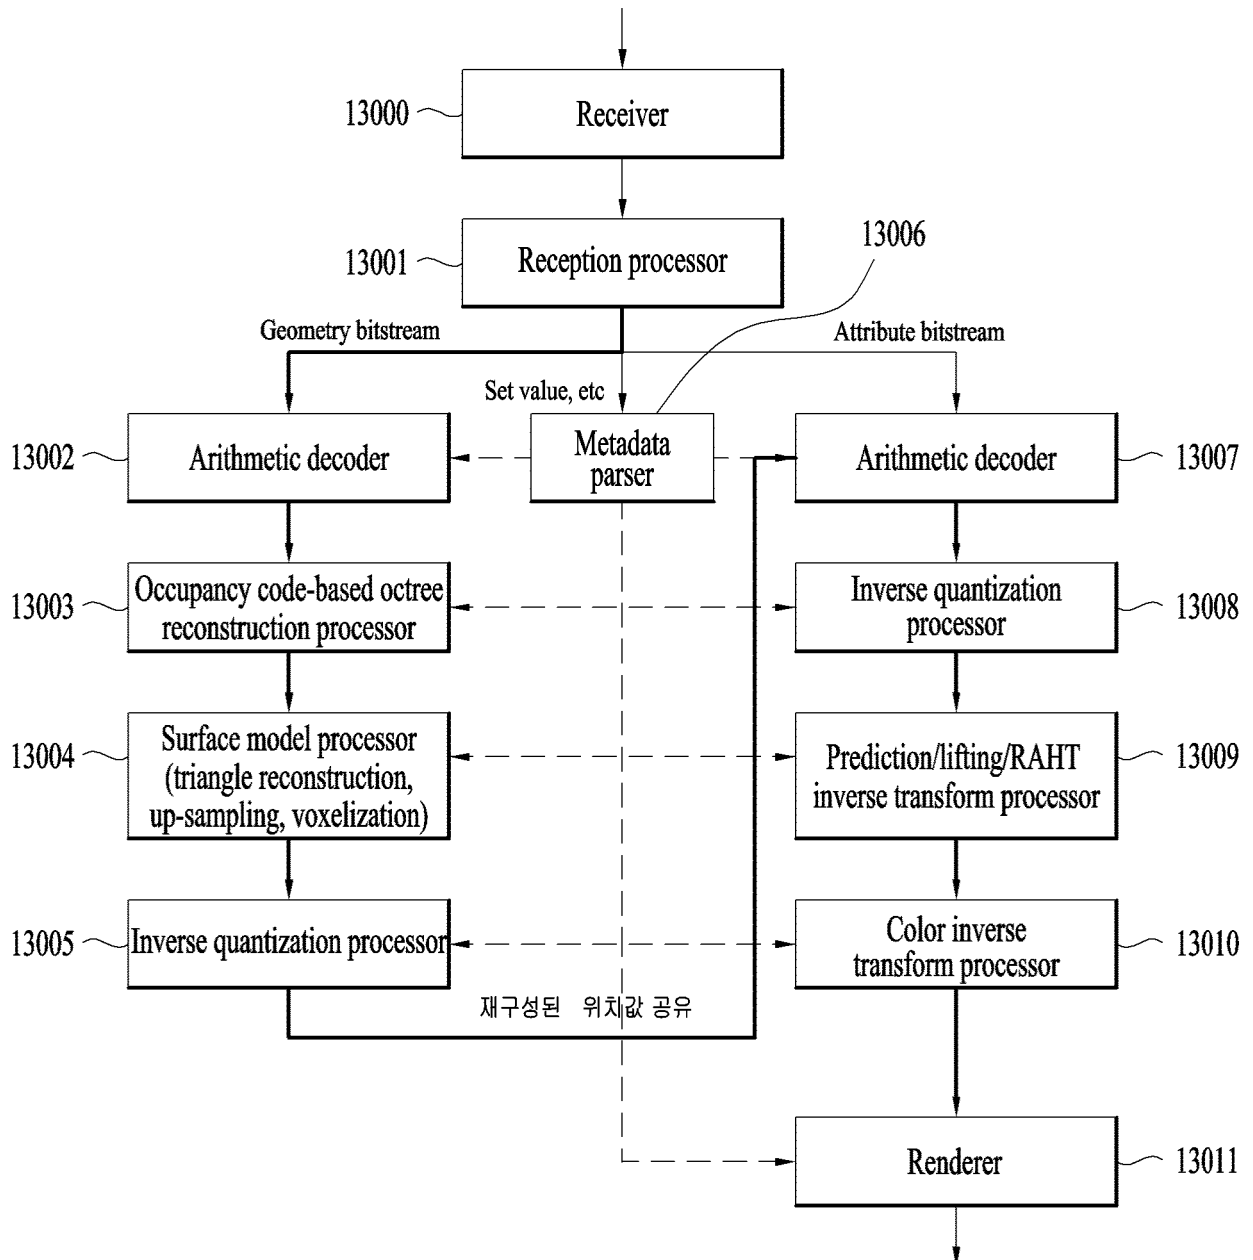 13000
Receiver
13001
Reception processor
13006
Geometry bitstream
Attribute bitstream
Set value, etc
13002
Arithmetic decoder
Metadata
parser
Arithmetic decoder
13007
13003
Occupancy code-based octree
reconstruction processor
Inverse quantization
processor
13008
13004
Surface model processor
(triangle reconstruction,
up-sampling, voxelization)
Prediction/lifting/RAHT
inverse transform processor
13009
13005
Inverse quantization processor
Color inverse
transform processor
13010
재구성된 위치값 공유
Renderer
13011